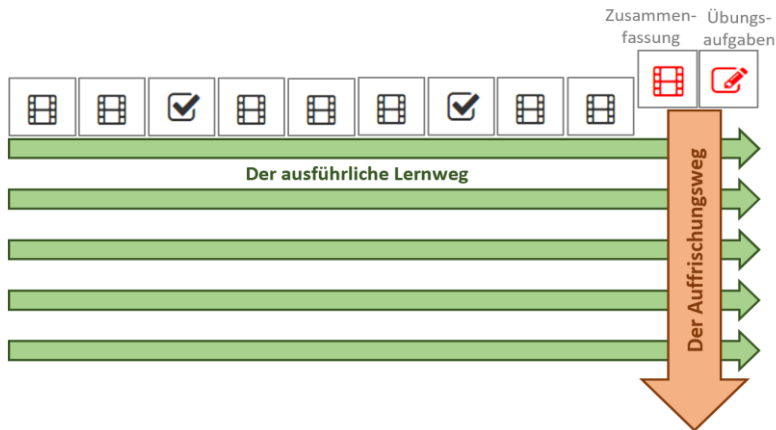 Zusammen-
fassung
Übungs-
aufgaben
Der ausführliche Lernweg
Der Auffrischungsweg